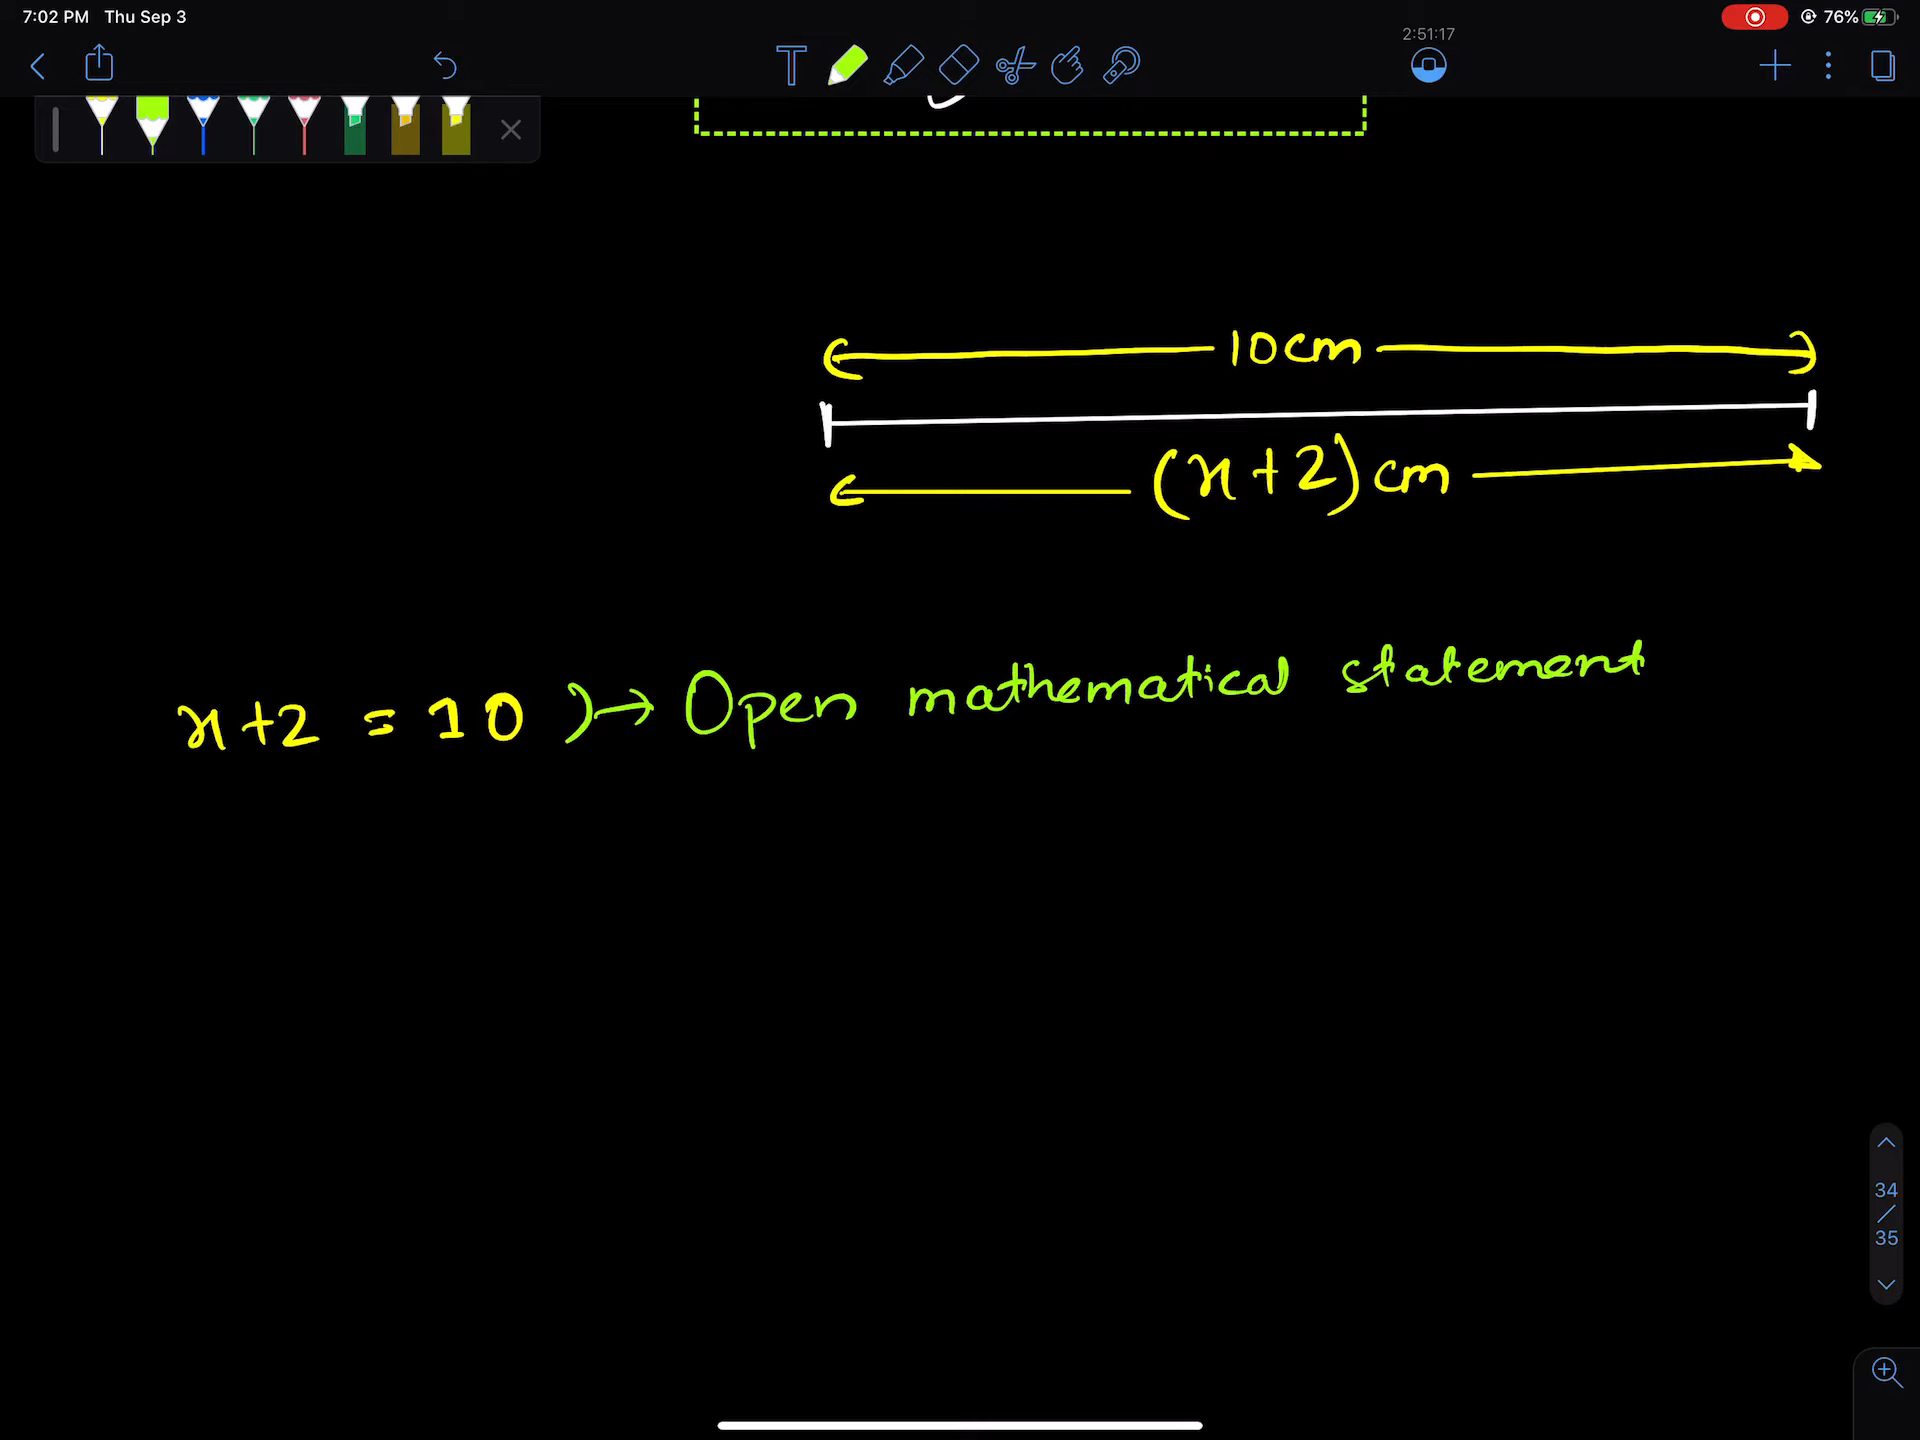 7:02 PM Thu Sep 3
76%
2:51:17
10cm
(x+2) cm
x+2 = 10 → Open mathematical statement
34
/
35